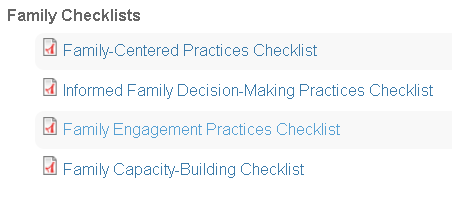 Family Checklists
Family-Centered Practices Checklist
Informed Family Decision-Making Practices Checklist
Family Engagement Practices Checklist
Family Capacity-Building Checklist